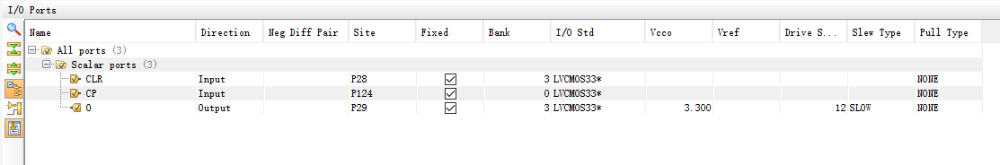 I/O Ports
Name Direction Neg Diff Pair Site Fixed Bank I/O Std Vcco Vref Drive S... Slew Type Pull Type
All ports (3)
Scalar ports (3)
CLR Input P28 3 LVCMOS33* NONE
CP Input P124 0 LVCMOS33* NONE
O Output P29 3 LVCMOS33* 3.300 12 SLOW NONE